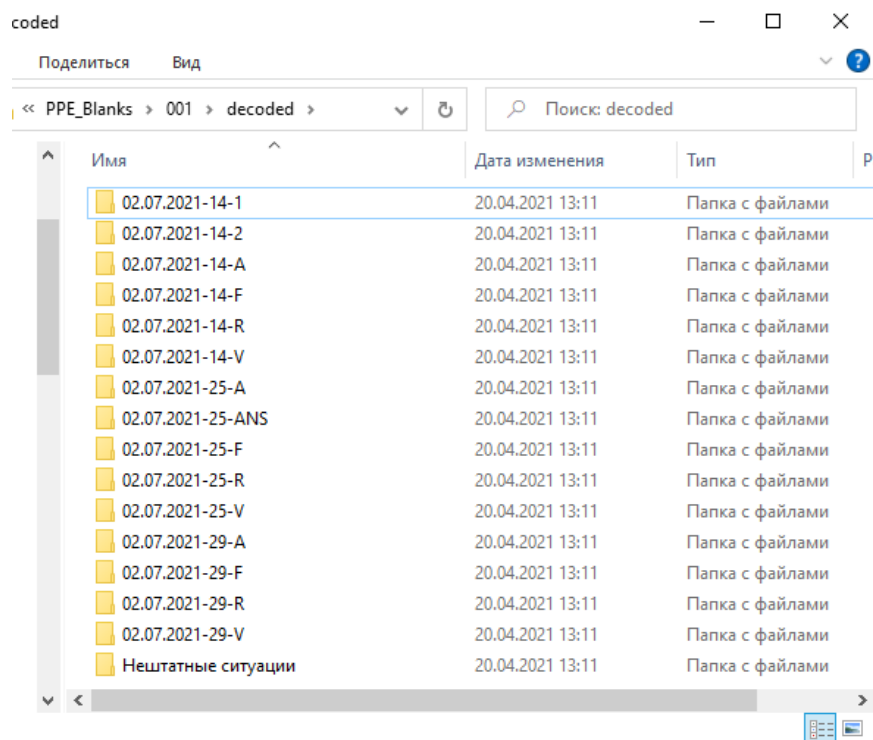 coded
Поделиться Вид
« PPE_Blanks › 001 › decoded › Поиск: decoded
Имя Дата изменения Тип Р
02.07.2021-14-1 20.04.2021 13:11 Папка с файлами
02.07.2021-14-2 20.04.2021 13:11 Папка с файлами
02.07.2021-14-A 20.04.2021 13:11 Папка с файлами
02.07.2021-14-F 20.04.2021 13:11 Папка с файлами
02.07.2021-14-R 20.04.2021 13:11 Папка с файлами
02.07.2021-14-V 20.04.2021 13:11 Папка с файлами
02.07.2021-25-A 20.04.2021 13:11 Папка с файлами
02.07.2021-25-ANS 20.04.2021 13:11 Папка с файлами
02.07.2021-25-F 20.04.2021 13:11 Папка с файлами
02.07.2021-25-R 20.04.2021 13:11 Папка с файлами
02.07.2021-25-V 20.04.2021 13:11 Папка с файлами
02.07.2021-29-A 20.04.2021 13:11 Папка с файлами
02.07.2021-29-F 20.04.2021 13:11 Папка с файлами
02.07.2021-29-R 20.04.2021 13:11 Папка с файлами
02.07.2021-29-V 20.04.2021 13:11 Папка с файлами
Нештатные ситуации 20.04.2021 13:11 Папка с файлами